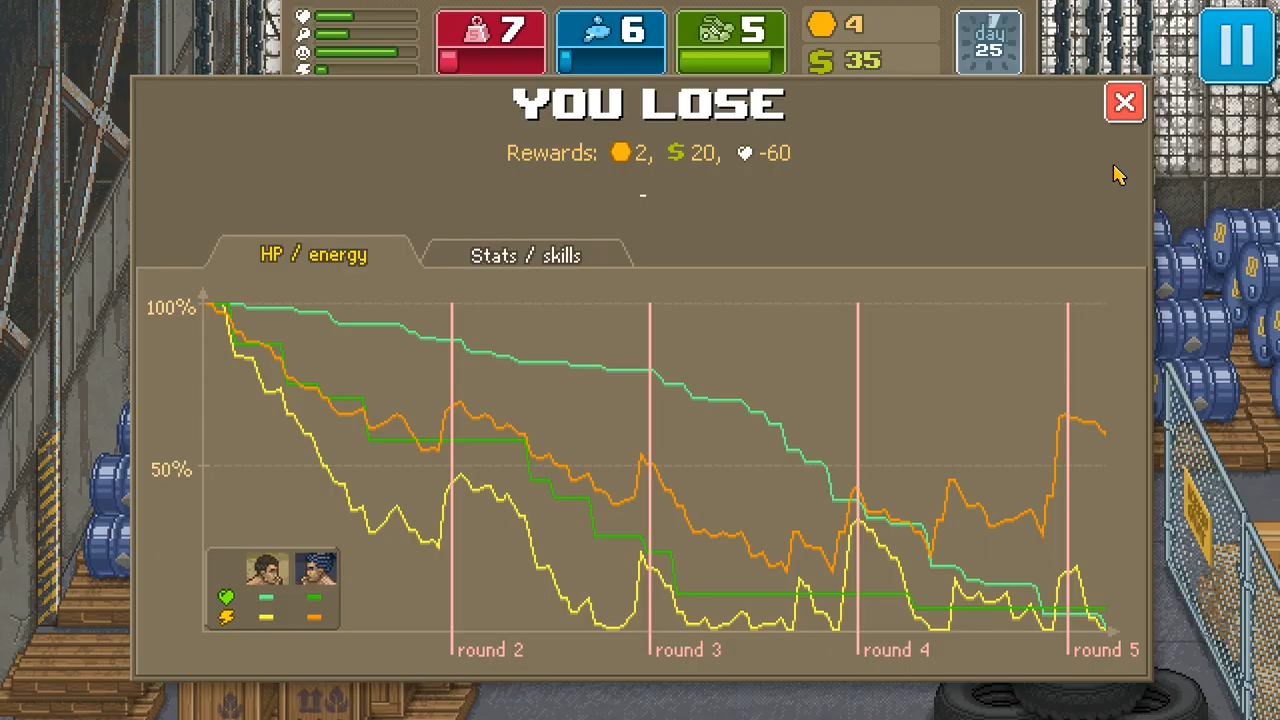 7
6
5
4
$ 35
7
day
25
YOU LOSE
Rewards: 2, $ 20, -60
-
HP / energy
Stats / skills
100%
50%
round 2
round 3
round 4
round 5